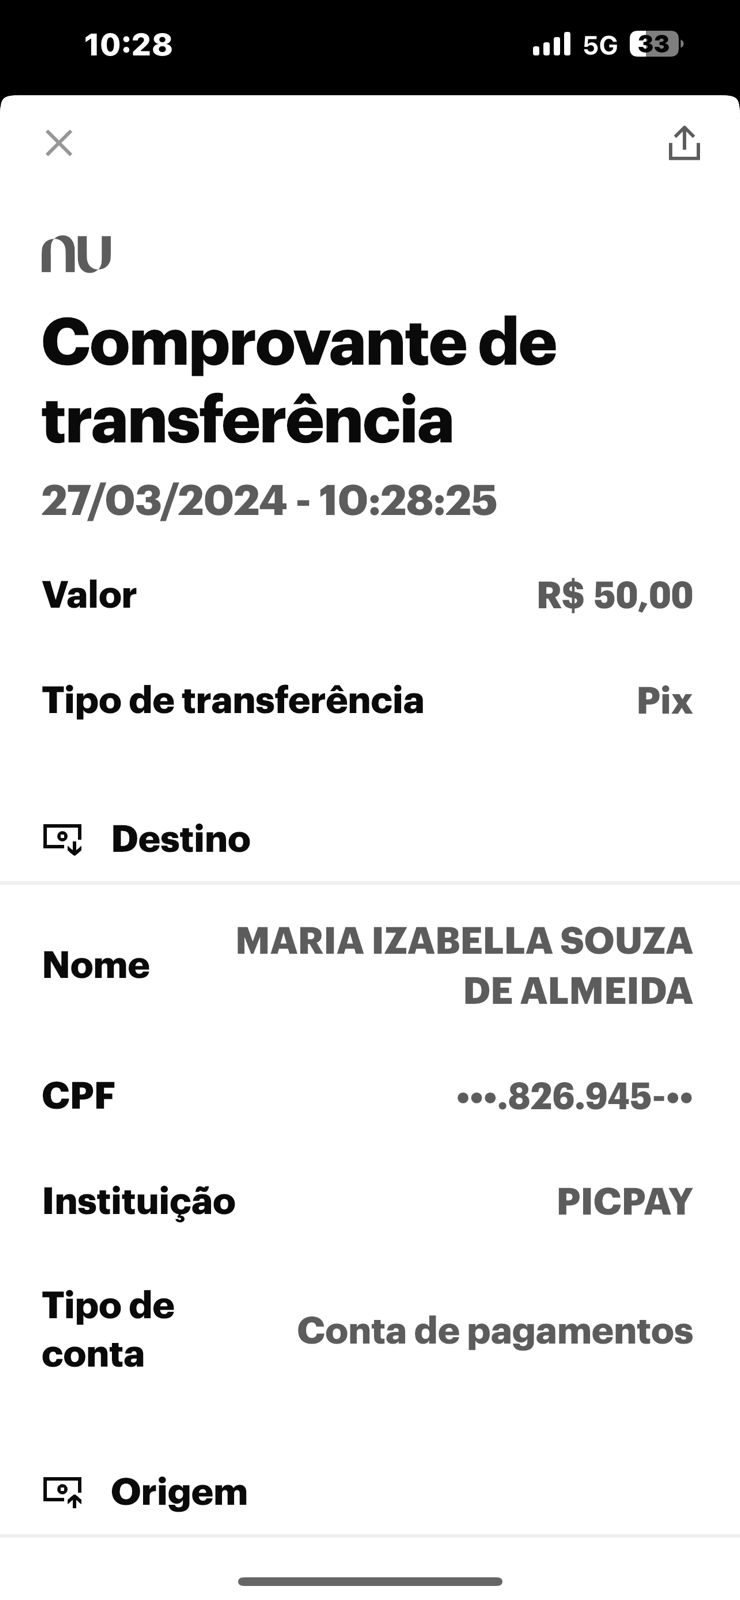 10:28
5G
33
nu
Comprovante de
transferência
27/03/2024 - 10:28:25
Valor
R$ 50,00
Tipo de transferência
Pix
Destino
Nome
MARIA IZABELLA SOUZA
DE ALMEIDA
CPF
•••.826.945-••
Instituição
PICPAY
Tipo de
conta
Conta de pagamentos
Origem